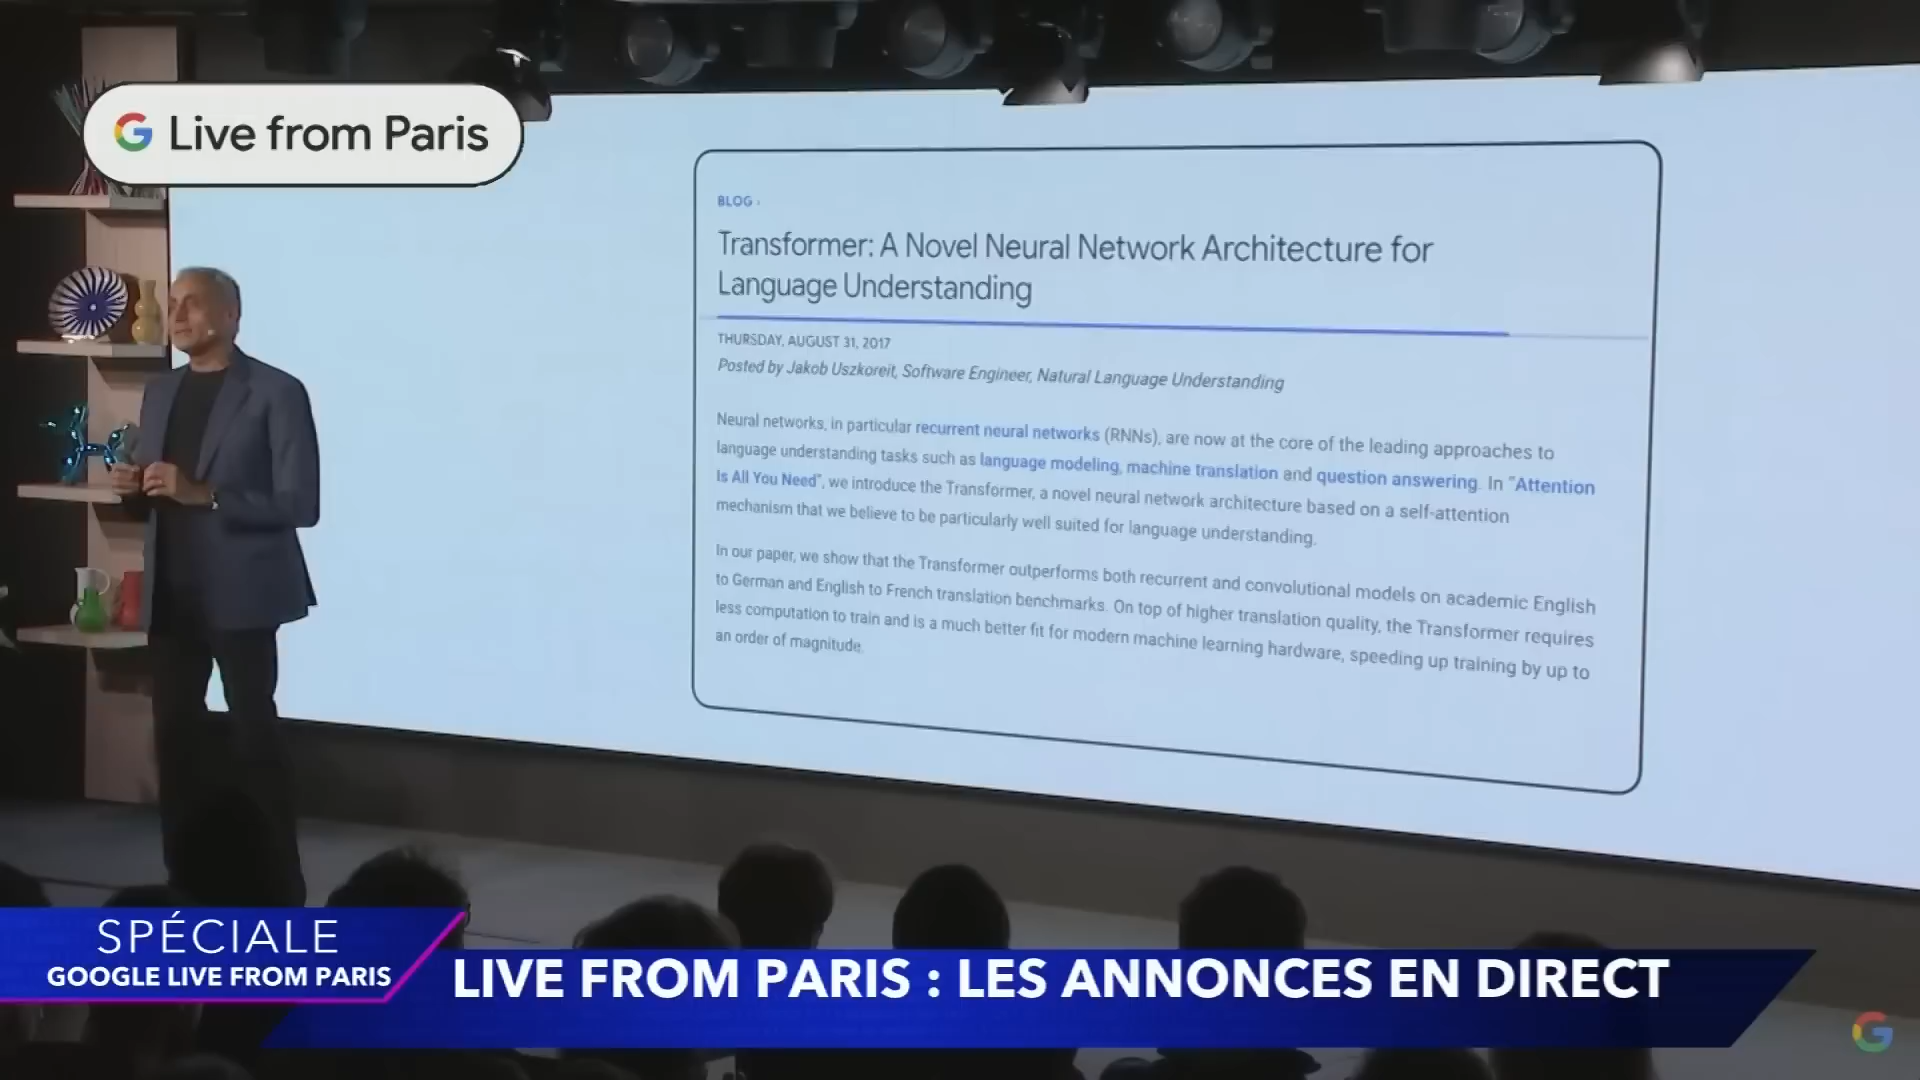 Live from Paris
BLOG ›
Transformer: A Novel Neural Network Architecture for
Language Understanding
THURSDAY, AUGUST 31, 2017
Posted by Jakob Uszkoreit, Software Engineer, Natural Language Understanding
Neural networks, in particular recurrent neural networks (RNNs), are now at the core of the leading approaches to
language understanding tasks such as language modeling, machine translation and question answering. In "Attention
Is All You Need", we introduce the Transformer, a novel neural network architecture based on a self-attention
mechanism that we believe to be particularly well suited for language understanding.
In our paper, we show that the Transformer outperforms both recurrent and convolutional models on academic English
to German and English to French translation benchmarks. On top of higher translation quality, the Transformer requires
less computation to train and is a much better fit for modern machine learning hardware, speeding up training by up to
an order of magnitude.
SPÉCIALE
GOOGLE LIVE FROM PARIS
LIVE FROM PARIS : LES ANNONCES EN DIRECT